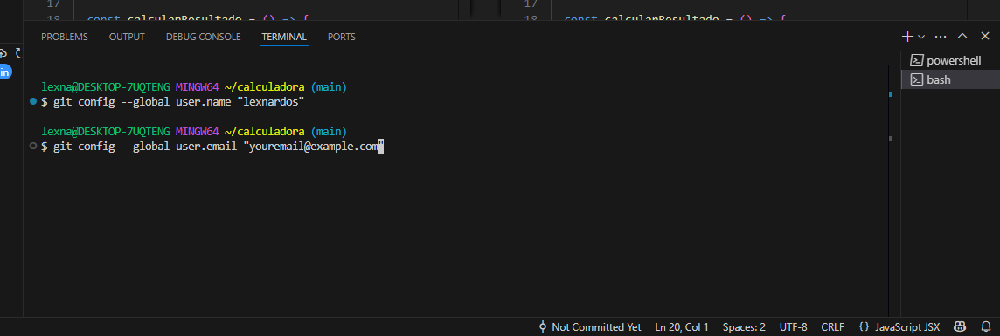 17
17
18 const calcularResultado = () => {
18 const calcularResultado = () => {
PROBLEMS OUTPUT DEBUG CONSOLE TERMINAL PORTS
in
powershell
bash
lexna@DESKTOP-7UQTENG MINGW64 ~/calculadora (main)
$ git config --global user.name "lexnardos"
lexna@DESKTOP-7UQTENG MINGW64 ~/calculadora (main)
$ git config --global user.email "youremail@example.com"
Not Committed Yet Ln 20, Col 1 Spaces: 2 UTF-8 CRLF {} JavaScript JSX